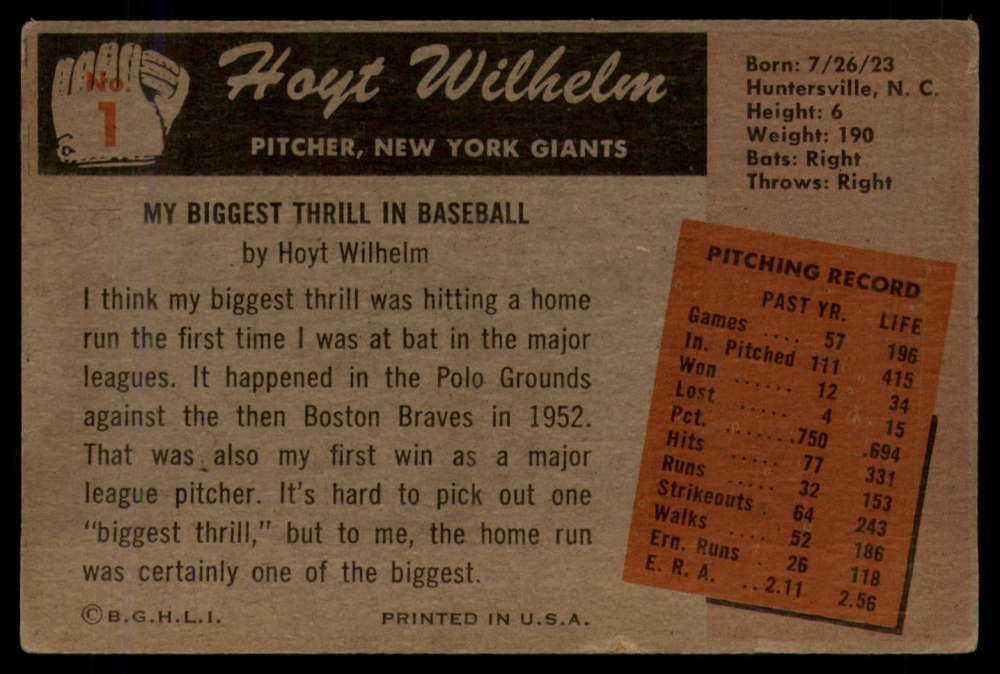 No.
1
Hoyt Wilhelm
PITCHER, NEW YORK GIANTS
Born: 7/26/23
Huntersville, N. C.
Height: 6
Weight: 190
Bats: Right
Throws: Right
MY BIGGEST THRILL IN BASEBALL
by Hoyt Wilhelm
I think my biggest thrill was hitting a home
run the first time I was at bat in the major
leagues. It happened in the Polo Grounds
against the then Boston Braves in 1952.
That was also my first win as a major
league pitcher. It's hard to pick out one
"biggest thrill," but to me, the home run
was certainly one of the biggest.
©B.G.H.L.I. PRINTED IN U.S.A.
PITCHING RECORD
PAST YR. LIFE
Games .... 57 196
In. Pitched 111 415
Won ...... 12 34
Lost ..... 4 15
Pct. .......750 .694
Hits ..... 77 331
Runs ..... 32 153
Strikeouts . 64 243
Walks .... 52 186
Ern. Runs . 26 118
E. R. A. ..2.11 2.56